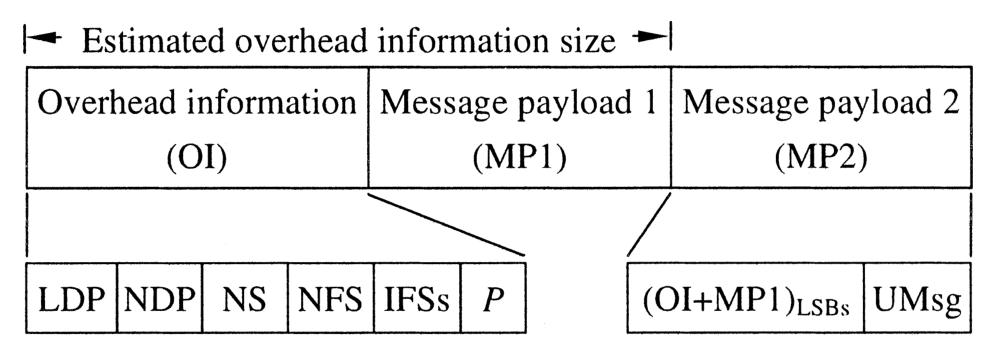 Estimated overhead information size
Overhead information Message payload 1 Message payload 2
(OI) (MP1) (MP2)
LDP NDP NS NFS IFSs P (OI+MP1)LSBs UMsg